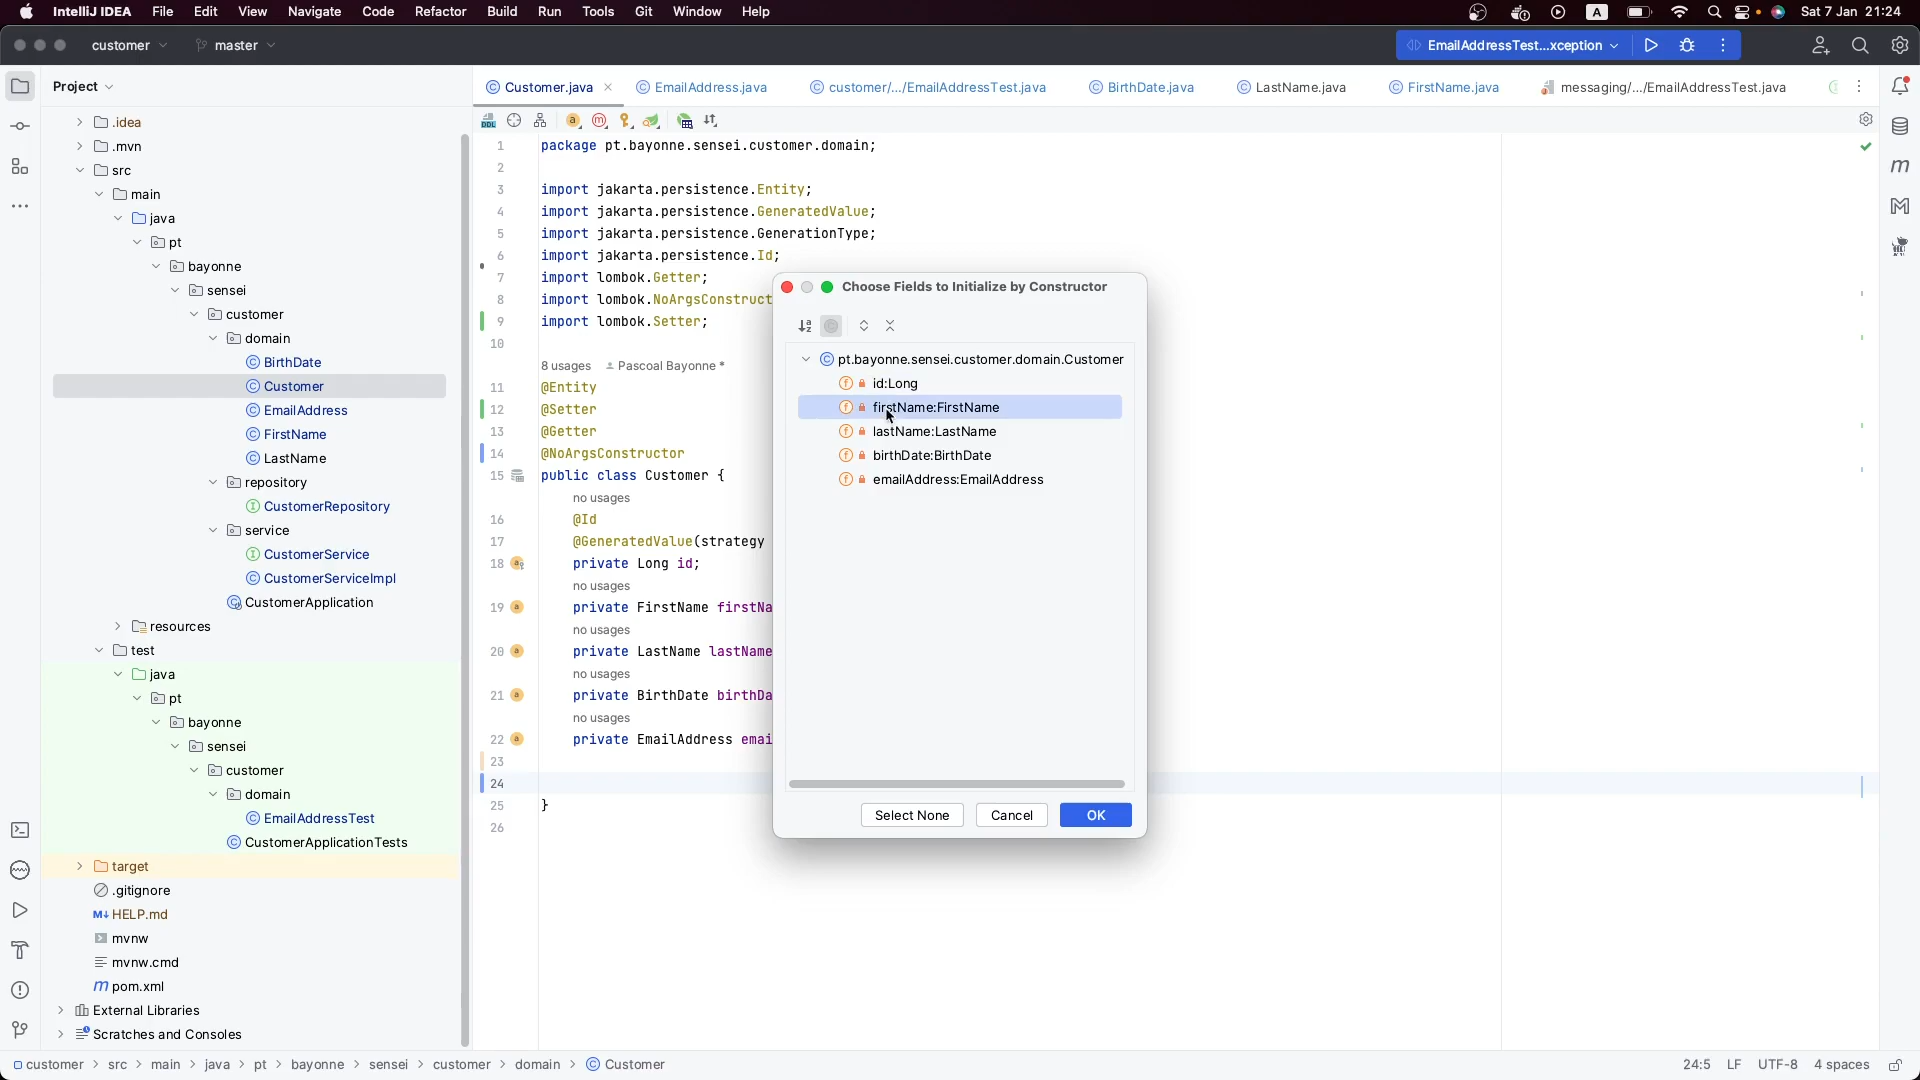 IntelliJ IDEA File Edit View Navigate Code Refactor Build Run Tools Git Window Help A Sat 7 Jan 21:24
customer master EmailAddressTest...xception
Project
Customer.java EmailAddress.java customer/.../EmailAddressTest.java BirthDate.java LastName.java FirstName.java messaging/.../EmailAddressTest.java
.idea
.mvn
src
main
java
pt
bayonne
sensei
customer
domain
BirthDate
Customer
EmailAddress
FirstName
LastName
repository
CustomerRepository
service
CustomerService
CustomerServiceImpl
CustomerApplication
resources
test
java
pt
bayonne
sensei
customer
domain
EmailAddressTest
CustomerApplicationTests
target
.gitignore
HELP.md
mvnw
mvnw.cmd
pom.xml
External Libraries
Scratches and Consoles
1 package pt.bayonne.sensei.customer.domain;
2
3 import jakarta.persistence.Entity;
4 import jakarta.persistence.GeneratedValue;
5 import jakarta.persistence.GenerationType;
6 import jakarta.persistence.Id;
7 import lombok.Getter;
8 import lombok.NoArgsConstruct
9 import lombok.Setter;
10
8 usages Pascoal Bayonne *
11 @Entity
12 @Setter
13 @Getter
14 @NoArgsConstructor
15 public class Customer {
no usages
16 @Id
17 @GeneratedValue(strategy
18 private Long id;
no usages
19 private FirstName firstNa
no usages
20 private LastName lastName
no usages
21 private BirthDate birthDa
no usages
22 private EmailAddress emai
23
24
25 }
26
Choose Fields to Initialize by Constructor
pt.bayonne.sensei.customer.domain.Customer
id:Long
firstName:FirstName
lastName:LastName
birthDate:BirthDate
emailAddress:EmailAddress
Select None Cancel OK
customer > src > main > java > pt > bayonne > sensei > customer > domain > Customer 24:5 LF UTF-8 4 spaces